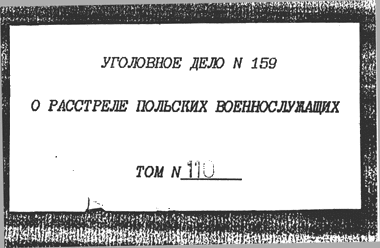 УГОЛОВНОЕ ДЕЛО N 159
О РАССТРЕЛЕ ПОЛЬСКИХ ВОЕННОСЛУЖАЩИХ
ТОМ N 110